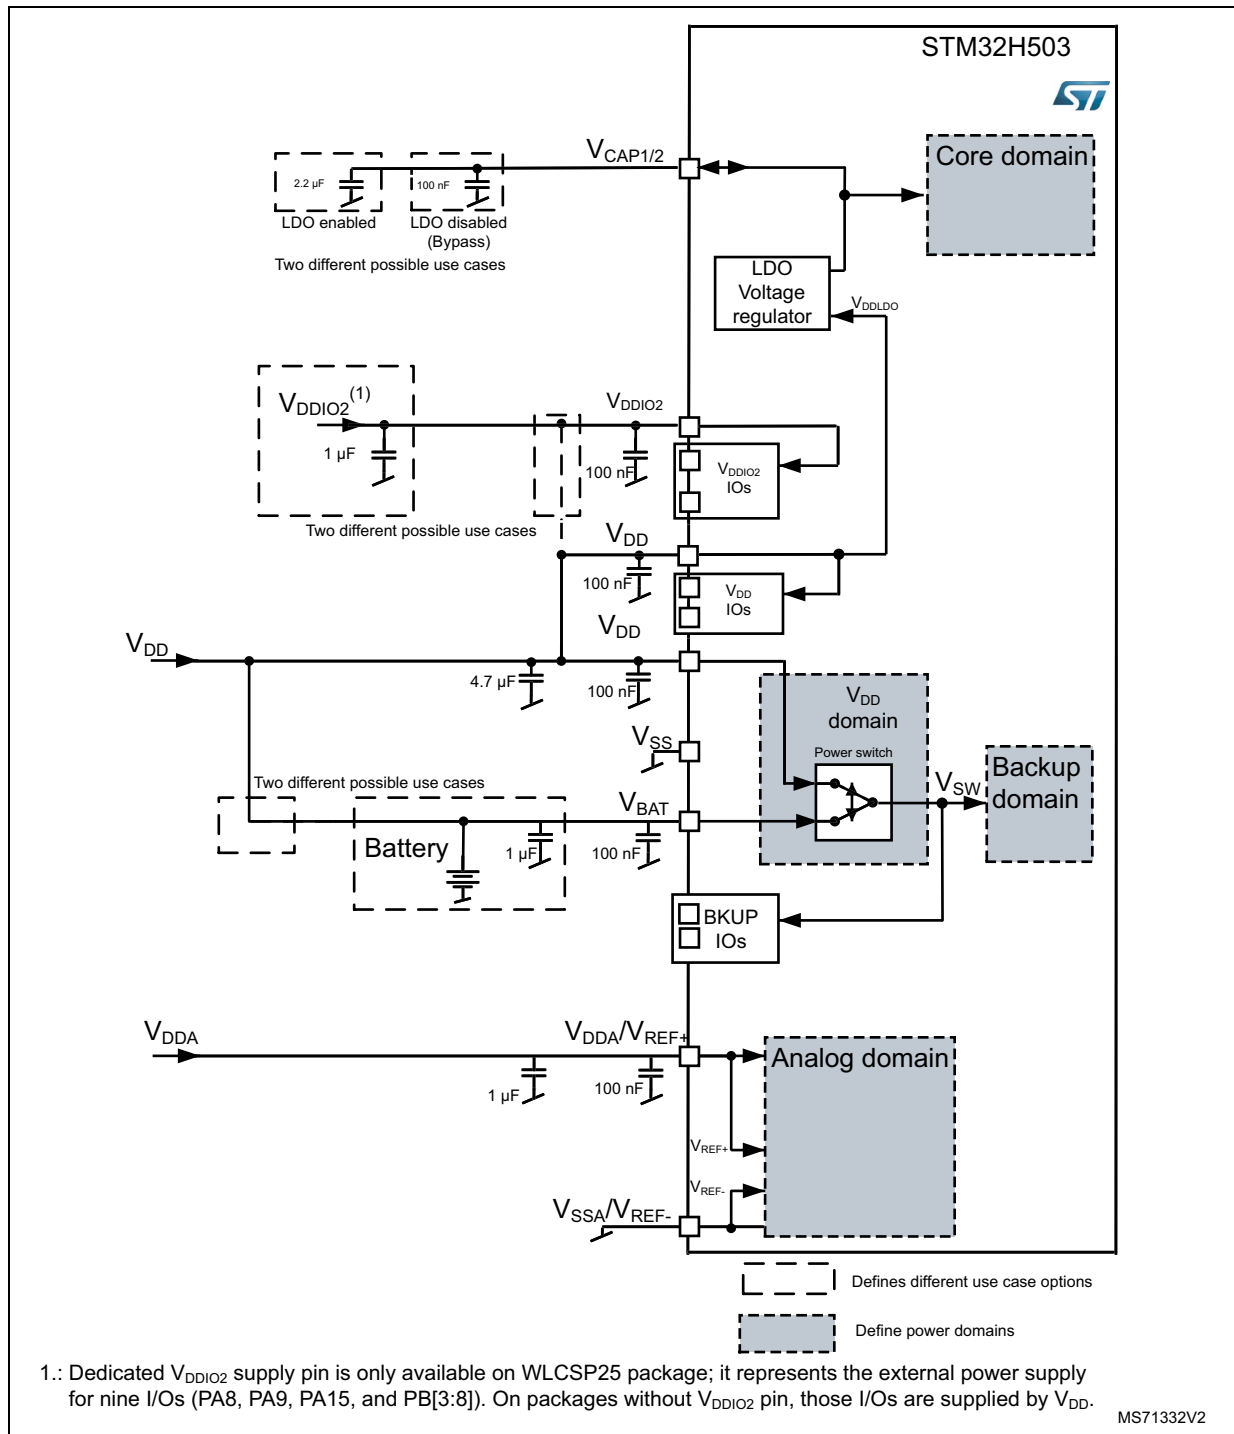 STM32H503
ST
VCAP1/2
Core domain
2.2 µF
100 nF
LDO enabled
LDO disabled
(Bypass)
Two different possible use cases
LDO
Voltage
regulator
VDDLDO
VDDIO2(1)
VDDIO2
1 µF
100 nF
VDDIO2
IOs
Two different possible use cases
VDD
100 nF
VDD
IOs
VDD
VDD
4.7 µF
100 nF
VDD
domain
Power switch
VSS
Two different possible use cases
VBAT
VSW
Backup
domain
Battery
1 µF
100 nF
BKUP
IOs
VDDA
VDDA/VREF+
Analog domain
1 µF
100 nF
VREF+
VREF-
VSSA/VREF-
Defines different use case options
Define power domains
1.: Dedicated VDDIO2 supply pin is only available on WLCSP25 package; it represents the external power supply
for nine I/Os (PA8, PA9, PA15, and PB[3:8]). On packages without VDDIO2 pin, those I/Os are supplied by VDD.
MS71332V2